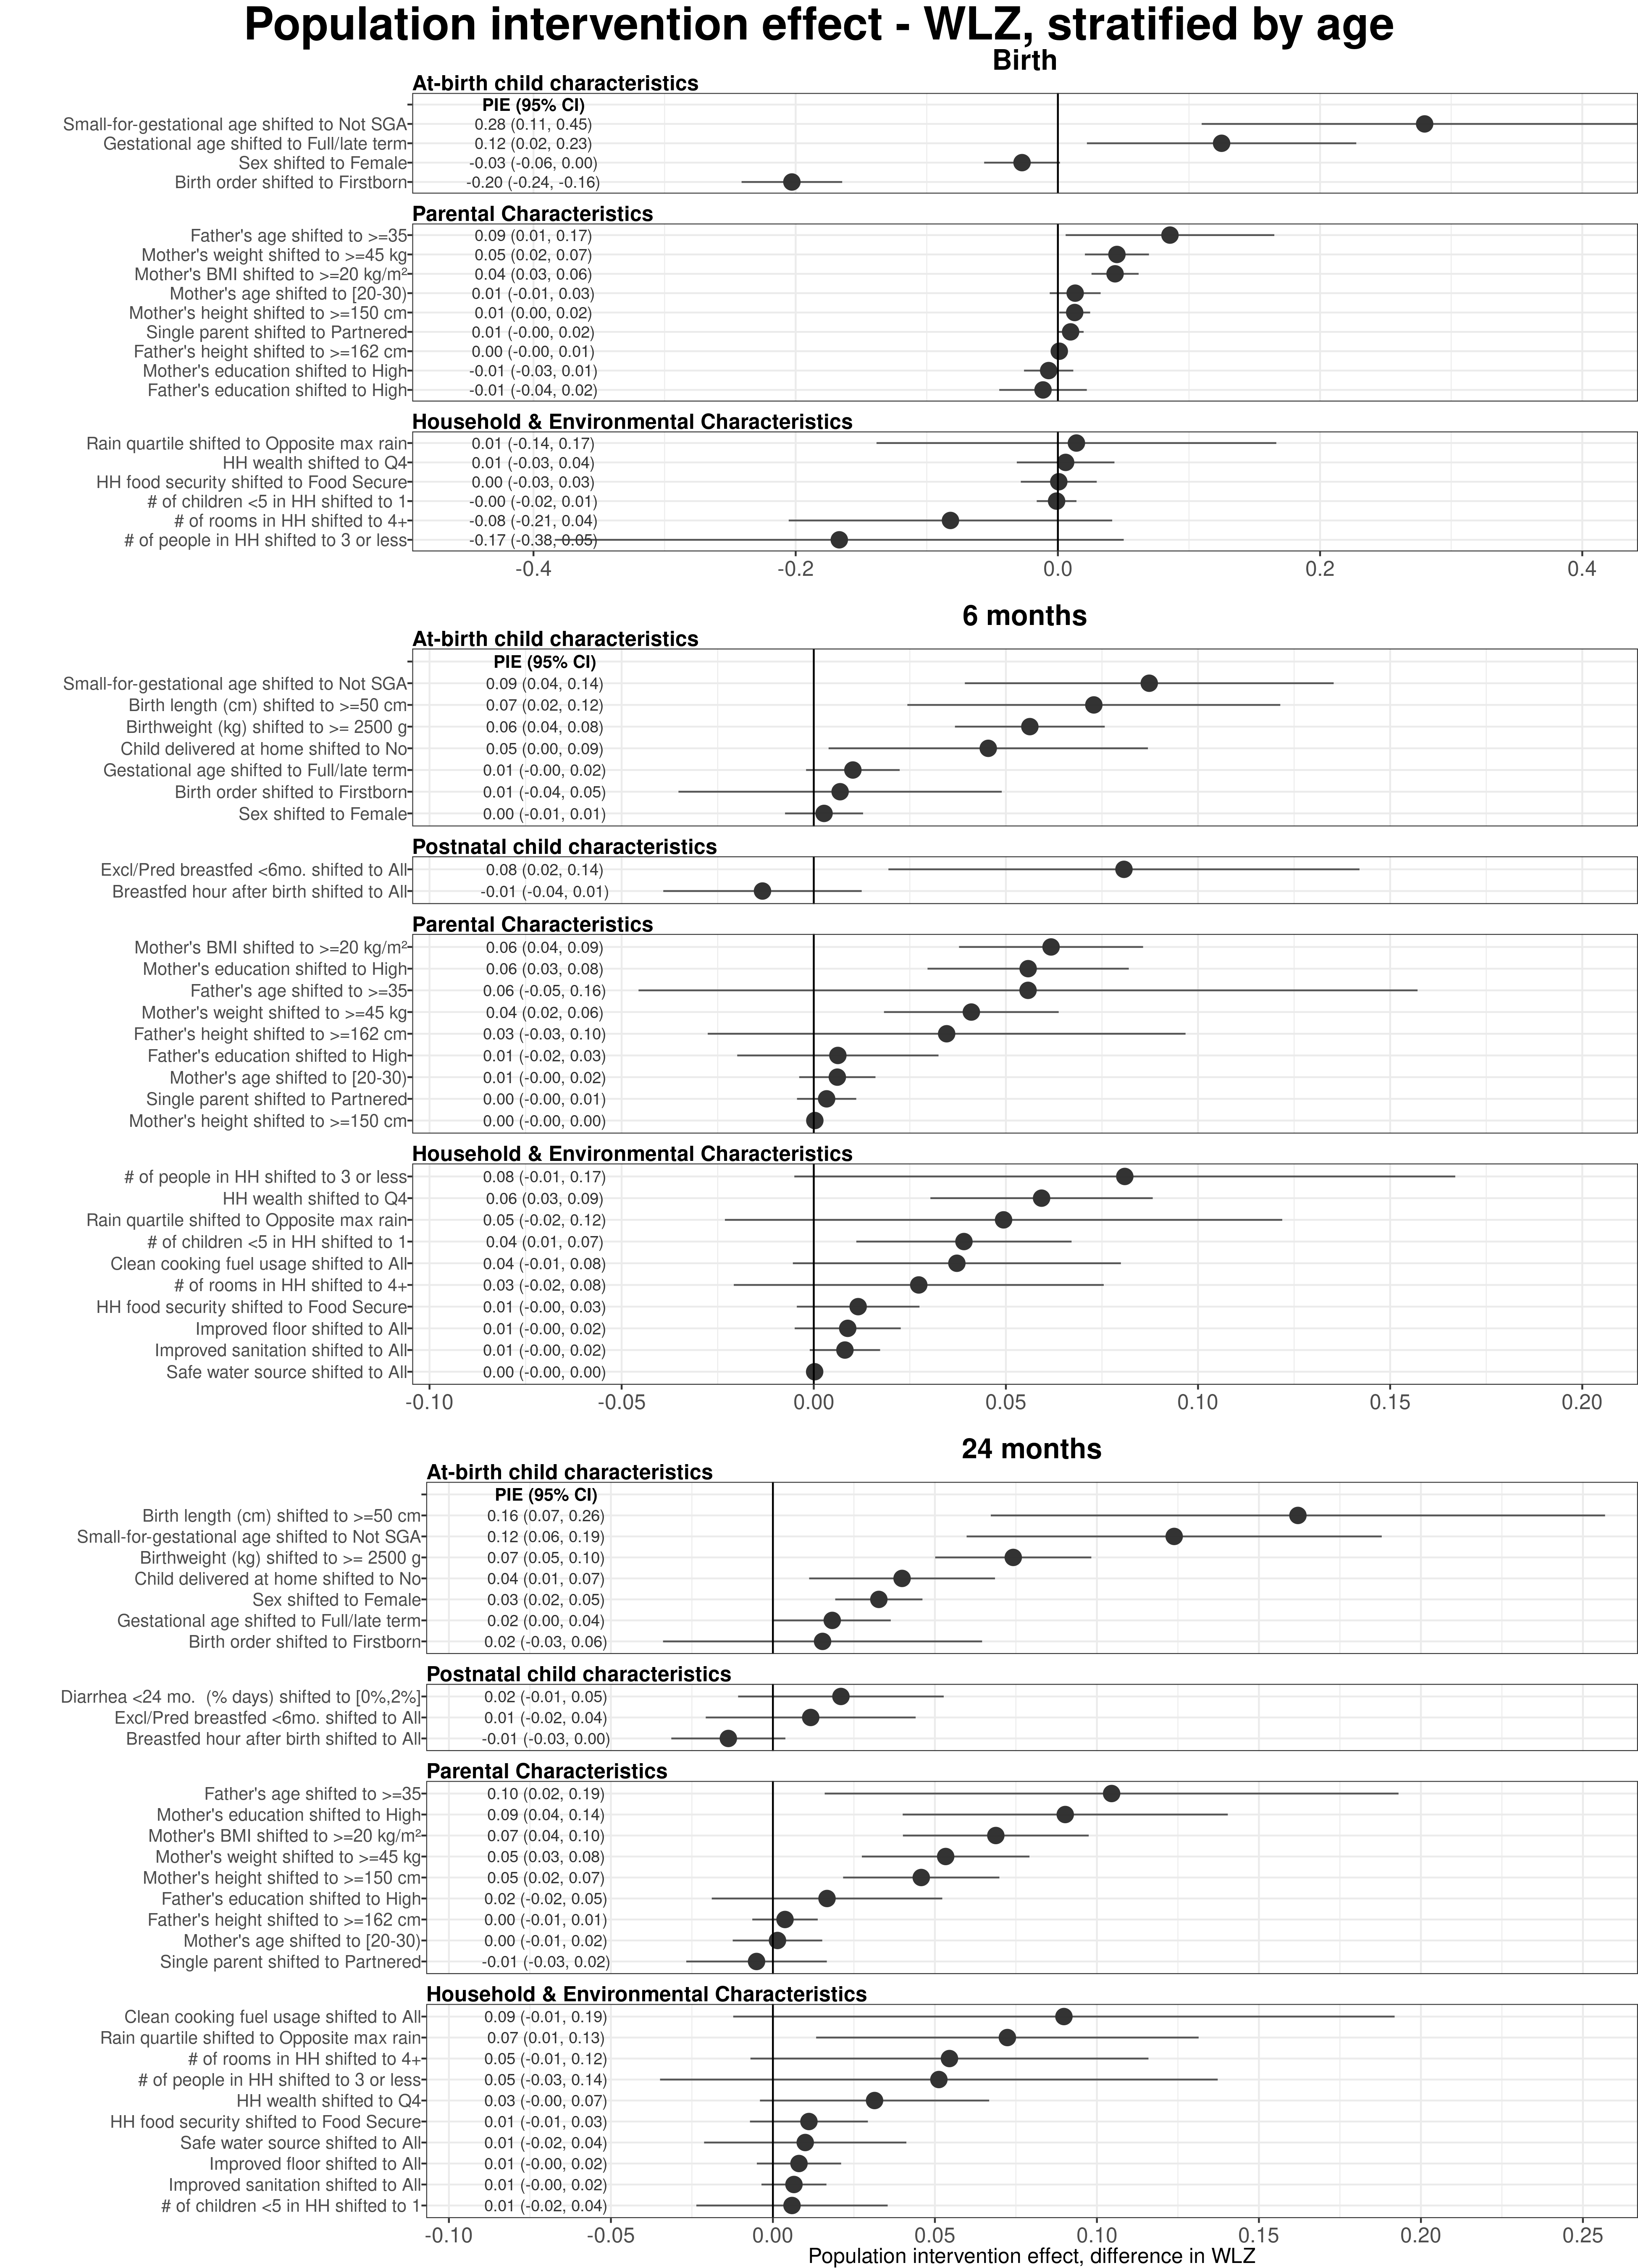 Population intervention effect - WLZ, stratified by age
Birth
At-birth child characteristics
PIE (95% CI)
Small-for-gestational age shifted to Not SGA 0.28 (0.11, 0.45)
Gestational age shifted to Full/late term 0.12 (0.02, 0.23)
Sex shifted to Female -0.03 (-0.06, 0.00)
Birth order shifted to Firstborn -0.20 (-0.24, -0.16)
Parental Characteristics
Father's age shifted to >=35 0.09 (0.01, 0.17)
Mother's weight shifted to >=45 kg 0.05 (0.02, 0.07)
Mother's BMI shifted to >=20 kg/m² 0.04 (0.03, 0.06)
Mother's age shifted to [20-30) 0.01 (-0.01, 0.03)
Mother's height shifted to >=150 cm 0.01 (0.00, 0.02)
Single parent shifted to Partnered 0.01 (-0.00, 0.02)
Father's height shifted to >=162 cm 0.00 (-0.00, 0.01)
Mother's education shifted to High -0.01 (-0.03, 0.01)
Father's education shifted to High -0.01 (-0.04, 0.02)
Household & Environmental Characteristics
Rain quartile shifted to Opposite max rain 0.01 (-0.14, 0.17)
HH wealth shifted to Q4 0.01 (-0.03, 0.04)
HH food security shifted to Food Secure 0.00 (-0.03, 0.03)
# of children <5 in HH shifted to 1 -0.00 (-0.02, 0.01)
# of rooms in HH shifted to 4+ -0.08 (-0.21, 0.04)
# of people in HH shifted to 3 or less -0.17 (-0.38, 0.05)
-0.4 -0.2 0.0 0.2 0.4
6 months
At-birth child characteristics
PIE (95% CI)
Small-for-gestational age shifted to Not SGA 0.09 (0.04, 0.14)
Birth length (cm) shifted to >=50 cm 0.07 (0.02, 0.12)
Birthweight (kg) shifted to >= 2500 g 0.06 (0.04, 0.08)
Child delivered at home shifted to No 0.05 (0.00, 0.09)
Gestational age shifted to Full/late term 0.01 (-0.00, 0.02)
Birth order shifted to Firstborn 0.01 (-0.04, 0.05)
Sex shifted to Female 0.00 (-0.01, 0.01)
Postnatal child characteristics
Excl/Pred breastfed <6mo. shifted to All 0.08 (0.02, 0.14)
Breastfed hour after birth shifted to All -0.01 (-0.04, 0.01)
Parental Characteristics
Mother's BMI shifted to >=20 kg/m² 0.06 (0.04, 0.09)
Mother's education shifted to High 0.06 (0.03, 0.08)
Father's age shifted to >=35 0.06 (-0.05, 0.16)
Mother's weight shifted to >=45 kg 0.04 (0.02, 0.06)
Father's height shifted to >=162 cm 0.03 (-0.03, 0.10)
Father's education shifted to High 0.01 (-0.02, 0.03)
Mother's age shifted to [20-30) 0.01 (-0.00, 0.02)
Single parent shifted to Partnered 0.00 (-0.00, 0.01)
Mother's height shifted to >=150 cm 0.00 (-0.00, 0.00)
Household & Environmental Characteristics
# of people in HH shifted to 3 or less 0.08 (-0.01, 0.17)
HH wealth shifted to Q4 0.06 (0.03, 0.09)
Rain quartile shifted to Opposite max rain 0.05 (-0.02, 0.12)
# of children <5 in HH shifted to 1 0.04 (0.01, 0.07)
Clean cooking fuel usage shifted to All 0.04 (-0.01, 0.08)
# of rooms in HH shifted to 4+ 0.03 (-0.02, 0.08)
HH food security shifted to Food Secure 0.01 (-0.00, 0.03)
Improved floor shifted to All 0.01 (-0.00, 0.02)
Improved sanitation shifted to All 0.01 (-0.00, 0.02)
Safe water source shifted to All 0.00 (-0.00, 0.00)
-0.10 -0.05 0.00 0.05 0.10 0.15 0.20
24 months
At-birth child characteristics
PIE (95% CI)
Birth length (cm) shifted to >=50 cm 0.16 (0.07, 0.26)
Small-for-gestational age shifted to Not SGA 0.12 (0.06, 0.19)
Birthweight (kg) shifted to >= 2500 g 0.07 (0.05, 0.10)
Child delivered at home shifted to No 0.04 (0.01, 0.07)
Sex shifted to Female 0.03 (0.02, 0.05)
Gestational age shifted to Full/late term 0.02 (0.00, 0.04)
Birth order shifted to Firstborn 0.02 (-0.03, 0.06)
Postnatal child characteristics
Diarrhea <24 mo. (% days) shifted to [0%,2%] 0.02 (-0.01, 0.05)
Excl/Pred breastfed <6mo. shifted to All 0.01 (-0.02, 0.04)
Breastfed hour after birth shifted to All -0.01 (-0.03, 0.00)
Parental Characteristics
Father's age shifted to >=35 0.10 (0.02, 0.19)
Mother's education shifted to High 0.09 (0.04, 0.14)
Mother's BMI shifted to >=20 kg/m² 0.07 (0.04, 0.10)
Mother's weight shifted to >=45 kg 0.05 (0.03, 0.08)
Mother's height shifted to >=150 cm 0.05 (0.02, 0.07)
Father's education shifted to High 0.02 (-0.02, 0.05)
Father's height shifted to >=162 cm 0.00 (-0.01, 0.01)
Mother's age shifted to [20-30) 0.00 (-0.01, 0.02)
Single parent shifted to Partnered -0.01 (-0.03, 0.02)
Household & Environmental Characteristics
Clean cooking fuel usage shifted to All 0.09 (-0.01, 0.19)
Rain quartile shifted to Opposite max rain 0.07 (0.01, 0.13)
# of rooms in HH shifted to 4+ 0.05 (-0.01, 0.12)
# of people in HH shifted to 3 or less 0.05 (-0.03, 0.14)
HH wealth shifted to Q4 0.03 (-0.00, 0.07)
HH food security shifted to Food Secure 0.01 (-0.01, 0.03)
Safe water source shifted to All 0.01 (-0.02, 0.04)
Improved floor shifted to All 0.01 (-0.00, 0.02)
Improved sanitation shifted to All 0.01 (-0.00, 0.02)
# of children <5 in HH shifted to 1 0.01 (-0.02, 0.04)
-0.10 -0.05 0.00 0.05 0.10 0.15 0.20 0.25
Population intervention effect, difference in WLZ